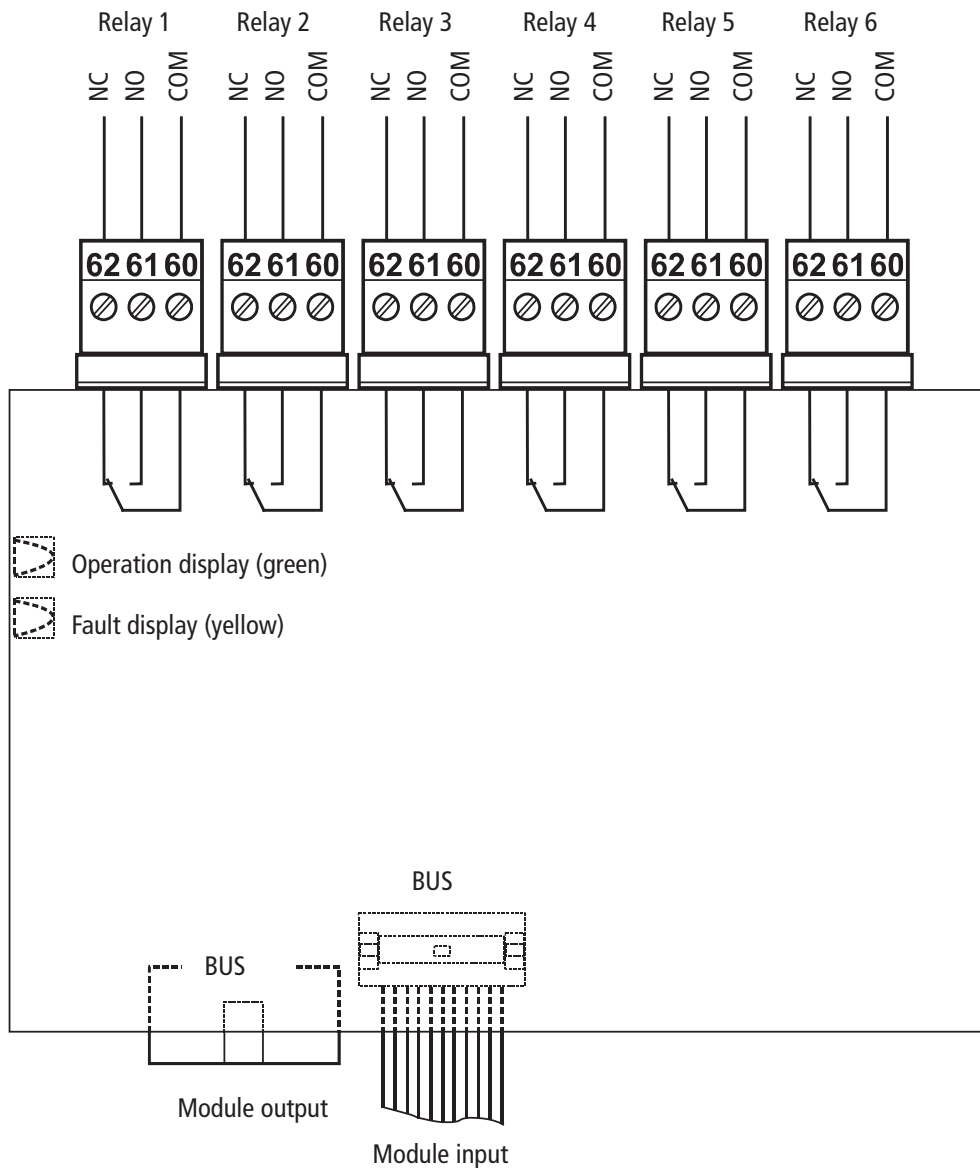 Relay 1 Relay 2 Relay 3 Relay 4 Relay 5 Relay 6
NC NO COM NC NO COM NC NO COM NC NO COM NC NO COM NC NO COM
62 61 60 62 61 60 62 61 60 62 61 60 62 61 60 62 61 60
Operation display (green)
Fault display (yellow)
BUS
BUS
Module output
Module input